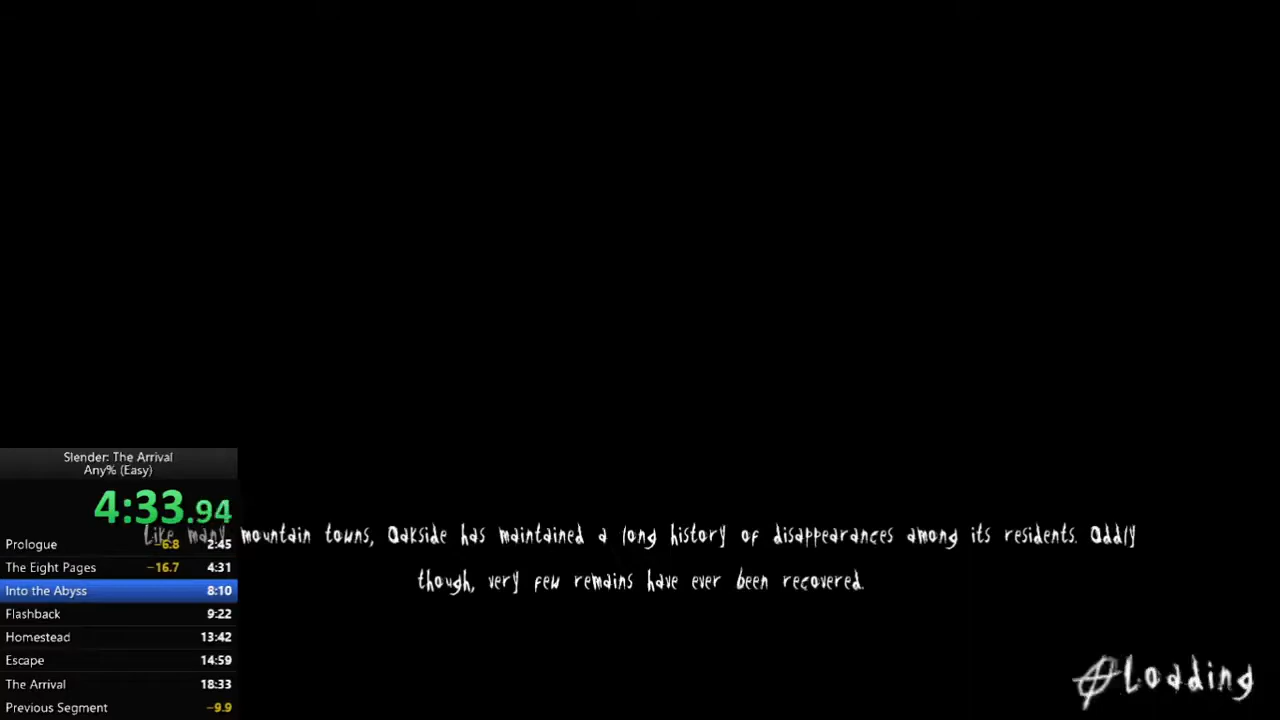 Slender: The Arrival
Any% (Easy)
4:33.94
Like many mountain towns, Oakside has maintained a long history of disappearances among its residents. Oddly
though, very few remains have ever been recovered.
Prologue −6.8 2:45
The Eight Pages −16.7 4:31
Into the Abyss 8:10
Flashback 9:22
Homestead 13:42
Escape 14:59
The Arrival 18:33
Previous Segment −9.9
Loading